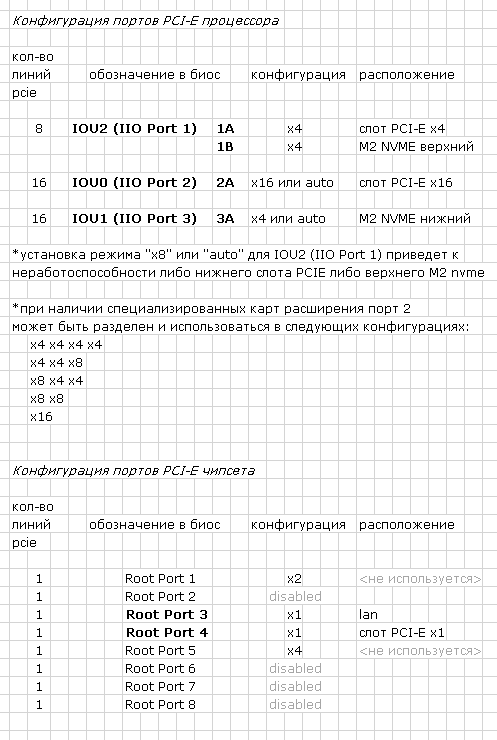 Конфигурация портов PCI-E процессора
кол-во
линий обозначение в биос конфигурация расположение
pcie
8 IOU2 (IIO Port 1) 1A x4 слот PCI-E x4
1B x4 M2 NVME верхний
16 IOU0 (IIO Port 2) 2A x16 или auto слот PCI-E x16
16 IOU1 (IIO Port 3) 3A x4 или auto M2 NVME нижний
*установка режима "x8" или "auto" для IOU2 (IIO Port 1) приведет к
неработоспособности либо нижнего слота PCIE либо верхнего M2 nvme
*при наличии специализированных карт расширения порт 2
может быть разделен и использоваться в следующих конфигурациях:
x4 x4 x4 x4
x4 x4 x8
x8 x4 x4
x8 x8
x16
Конфигурация портов PCI-E чипсета
кол-во
линий обозначение в биос конфигурация расположение
pcie
1 Root Port 1 x2 <не используется>
1 Root Port 2 disabled
1 Root Port 3 x1 lan
1 Root Port 4 x1 слот PCI-E x1
1 Root Port 5 x4 <не используется>
1 Root Port 6 disabled
1 Root Port 7 disabled
1 Root Port 8 disabled